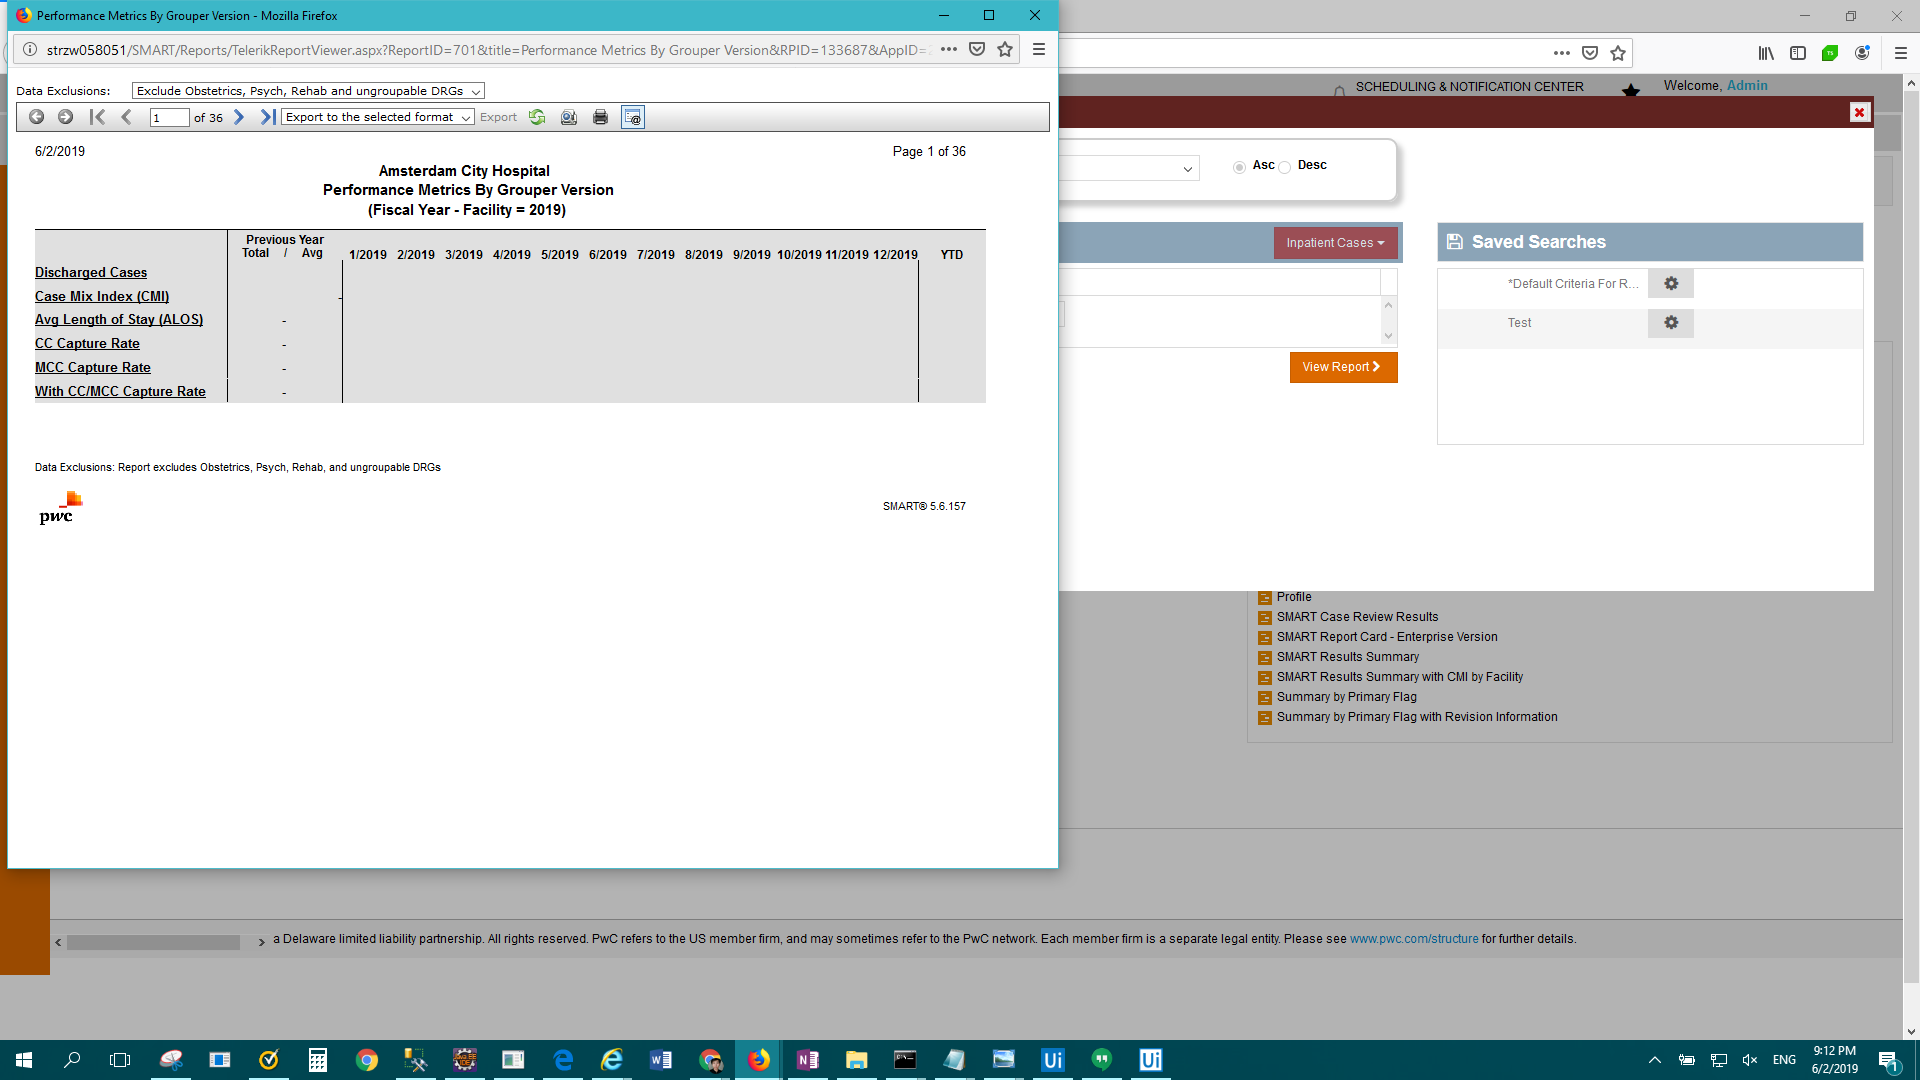 Performance Metrics By Grouper Version - Mozilla Firefox
strzw058051/SMART/Reports/TelerikReportViewer.aspx?ReportID=701&title=Performance Metrics By Grouper Version&RPID=133687&AppID=
Data Exclusions: Exclude Obstetrics, Psych, Rehab and ungroupable DRGs
1 of 36 Export to the selected format Export
6/2/2019 Page 1 of 36
Amsterdam City Hospital
Performance Metrics By Grouper Version
(Fiscal Year - Facility = 2019)
Previous Year
Total / Avg 1/2019 2/2019 3/2019 4/2019 5/2019 6/2019 7/2019 8/2019 9/2019 10/2019 11/2019 12/2019 YTD
Discharged Cases
Case Mix Index (CMI) -
Avg Length of Stay (ALOS) -
CC Capture Rate -
MCC Capture Rate -
With CC/MCC Capture Rate -
Data Exclusions: Report excludes Obstetrics, Psych, Rehab, and ungroupable DRGs
pwc
SMART® 5.6.157
SCHEDULING & NOTIFICATION CENTER
Welcome, Admin
Asc Desc
Inpatient Cases
Saved Searches
*Default Criteria For R...
Test
View Report
Profile
SMART Case Review Results
SMART Report Card - Enterprise Version
SMART Results Summary
SMART Results Summary with CMI by Facility
Summary by Primary Flag
Summary by Primary Flag with Revision Information
a Delaware limited liability partnership. All rights reserved. PwC refers to the US member firm, and may sometimes refer to the PwC network. Each member firm is a separate legal entity. Please see www.pwc.com/structure for further details.
ENG
9:12 PM
6/2/2019
1